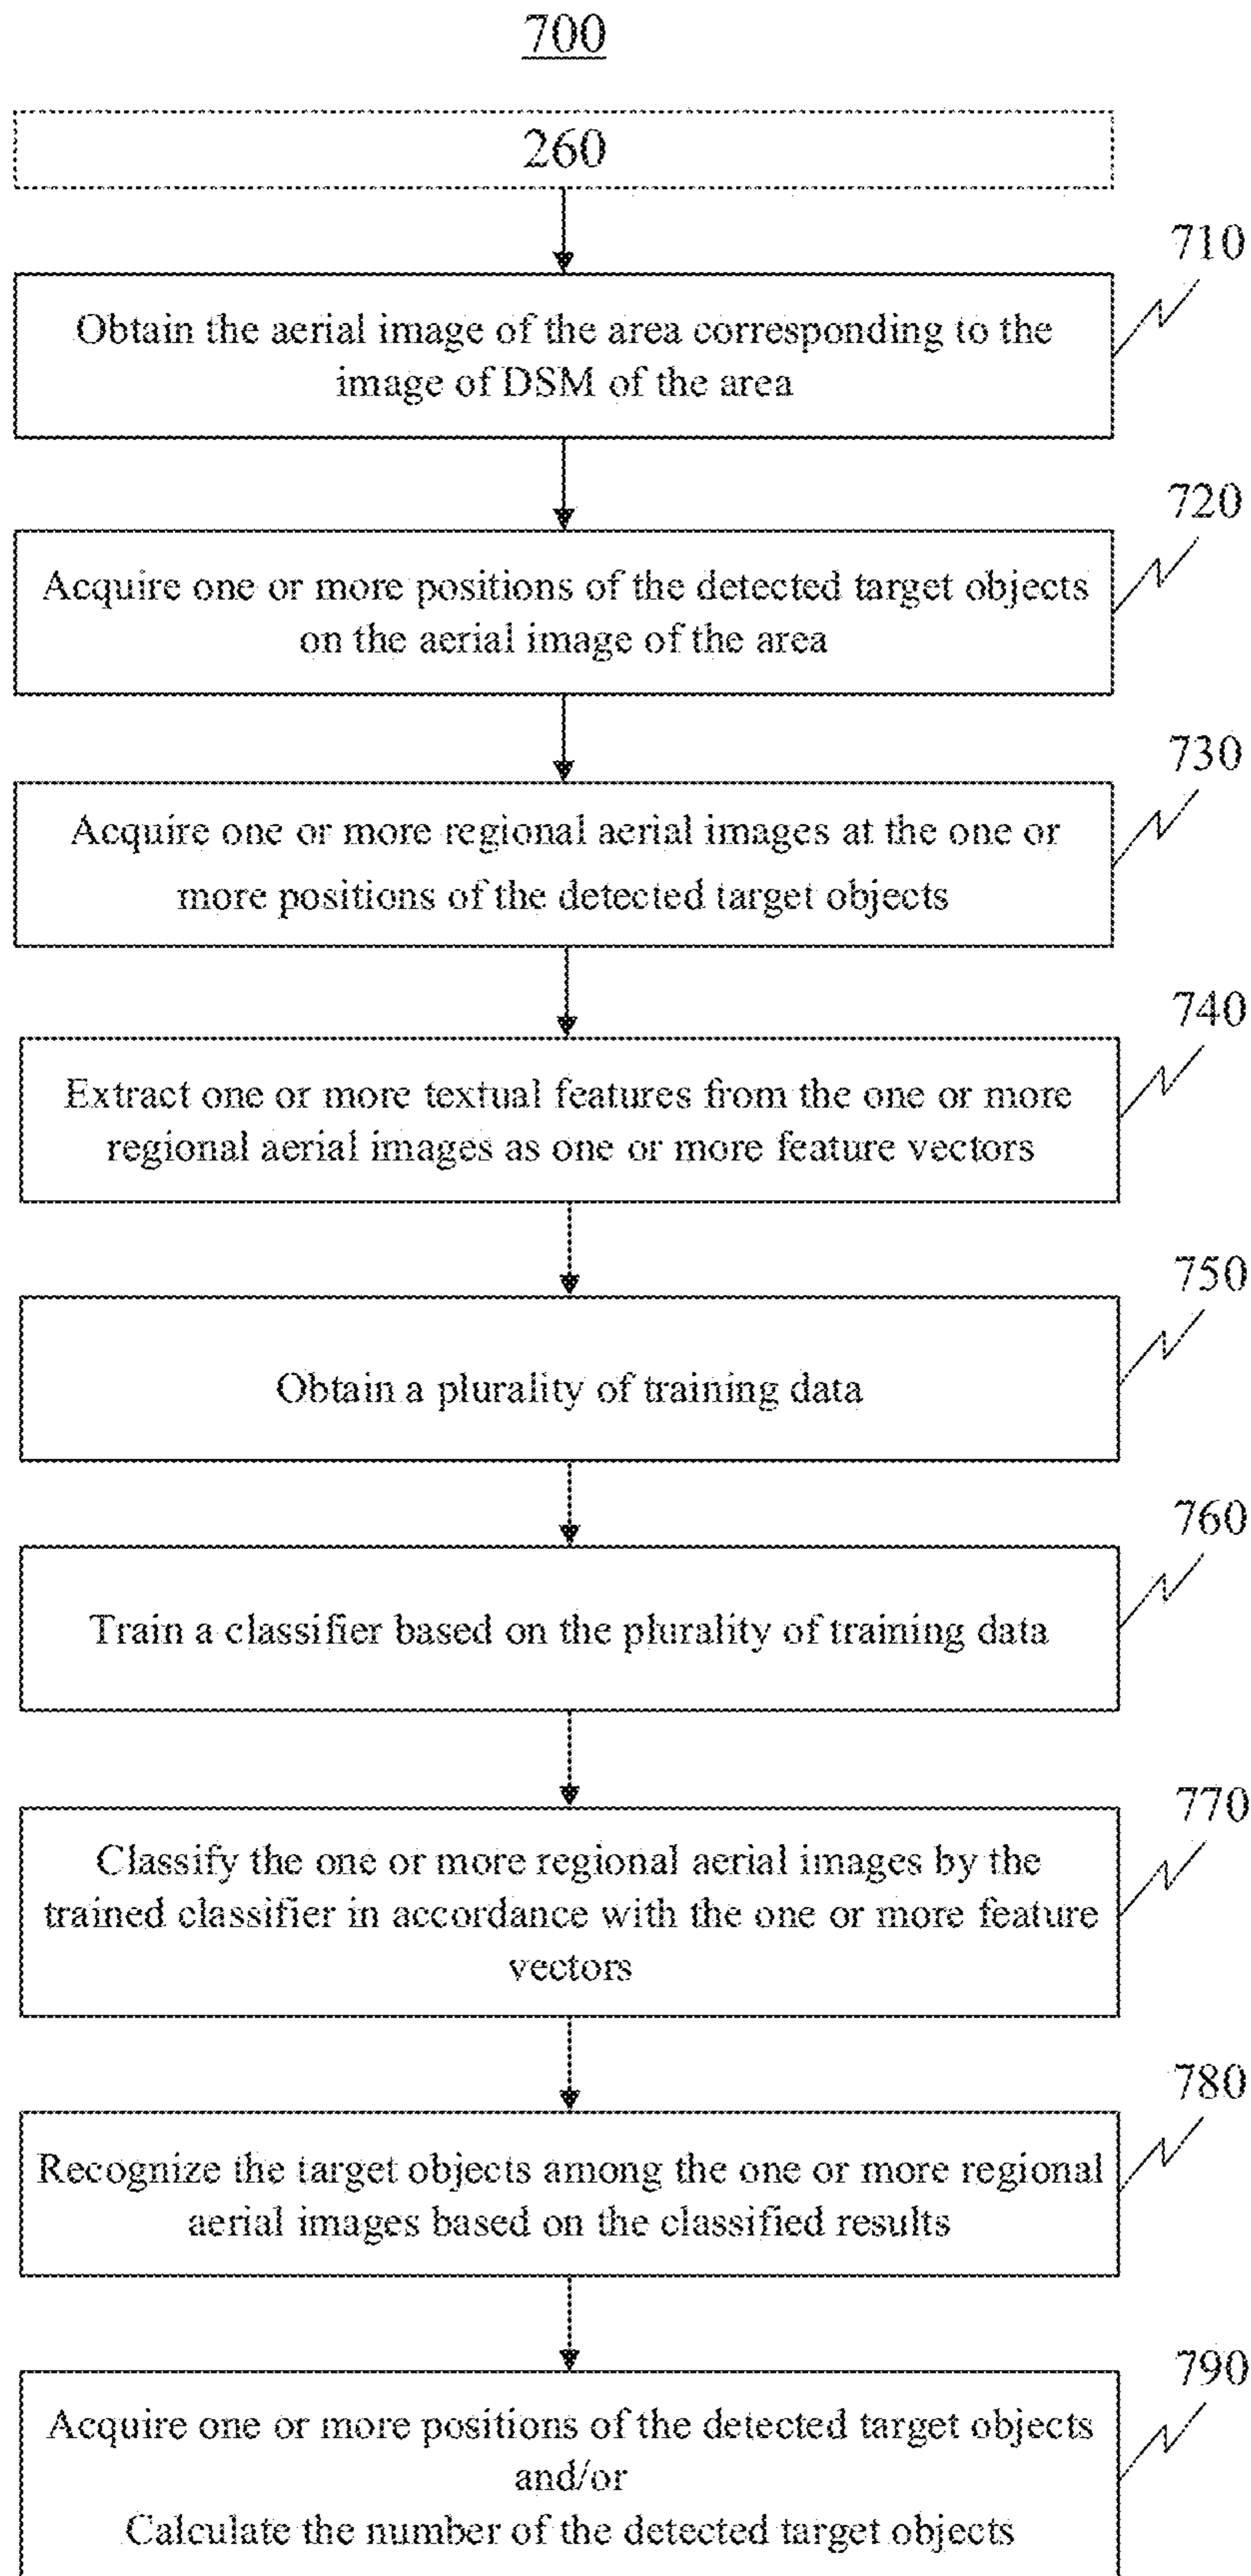 700
260
710
Obtain the aerial image of the area corresponding to the
image of DSM of the area
720
Acquire one or more positions of the detected target objects
on the aerial image of the area
730
Acquire one or more regional aerial images at the one or
more positions of the detected target objects
740
Extract one or more textual features from the one or more
regional aerial images as one or more feature vectors
750
Obtain a plurality of training data
760
Train a classifier based on the plurality of training data
770
Classify the one or more regional aerial images by the
trained classifier in accordance with the one or more feature
vectors
780
Recognize the target objects among the one or more regional
aerial images based on the classified results
790
Acquire one or more positions of the detected target objects
and/or
Calculate the number of the detected target objects